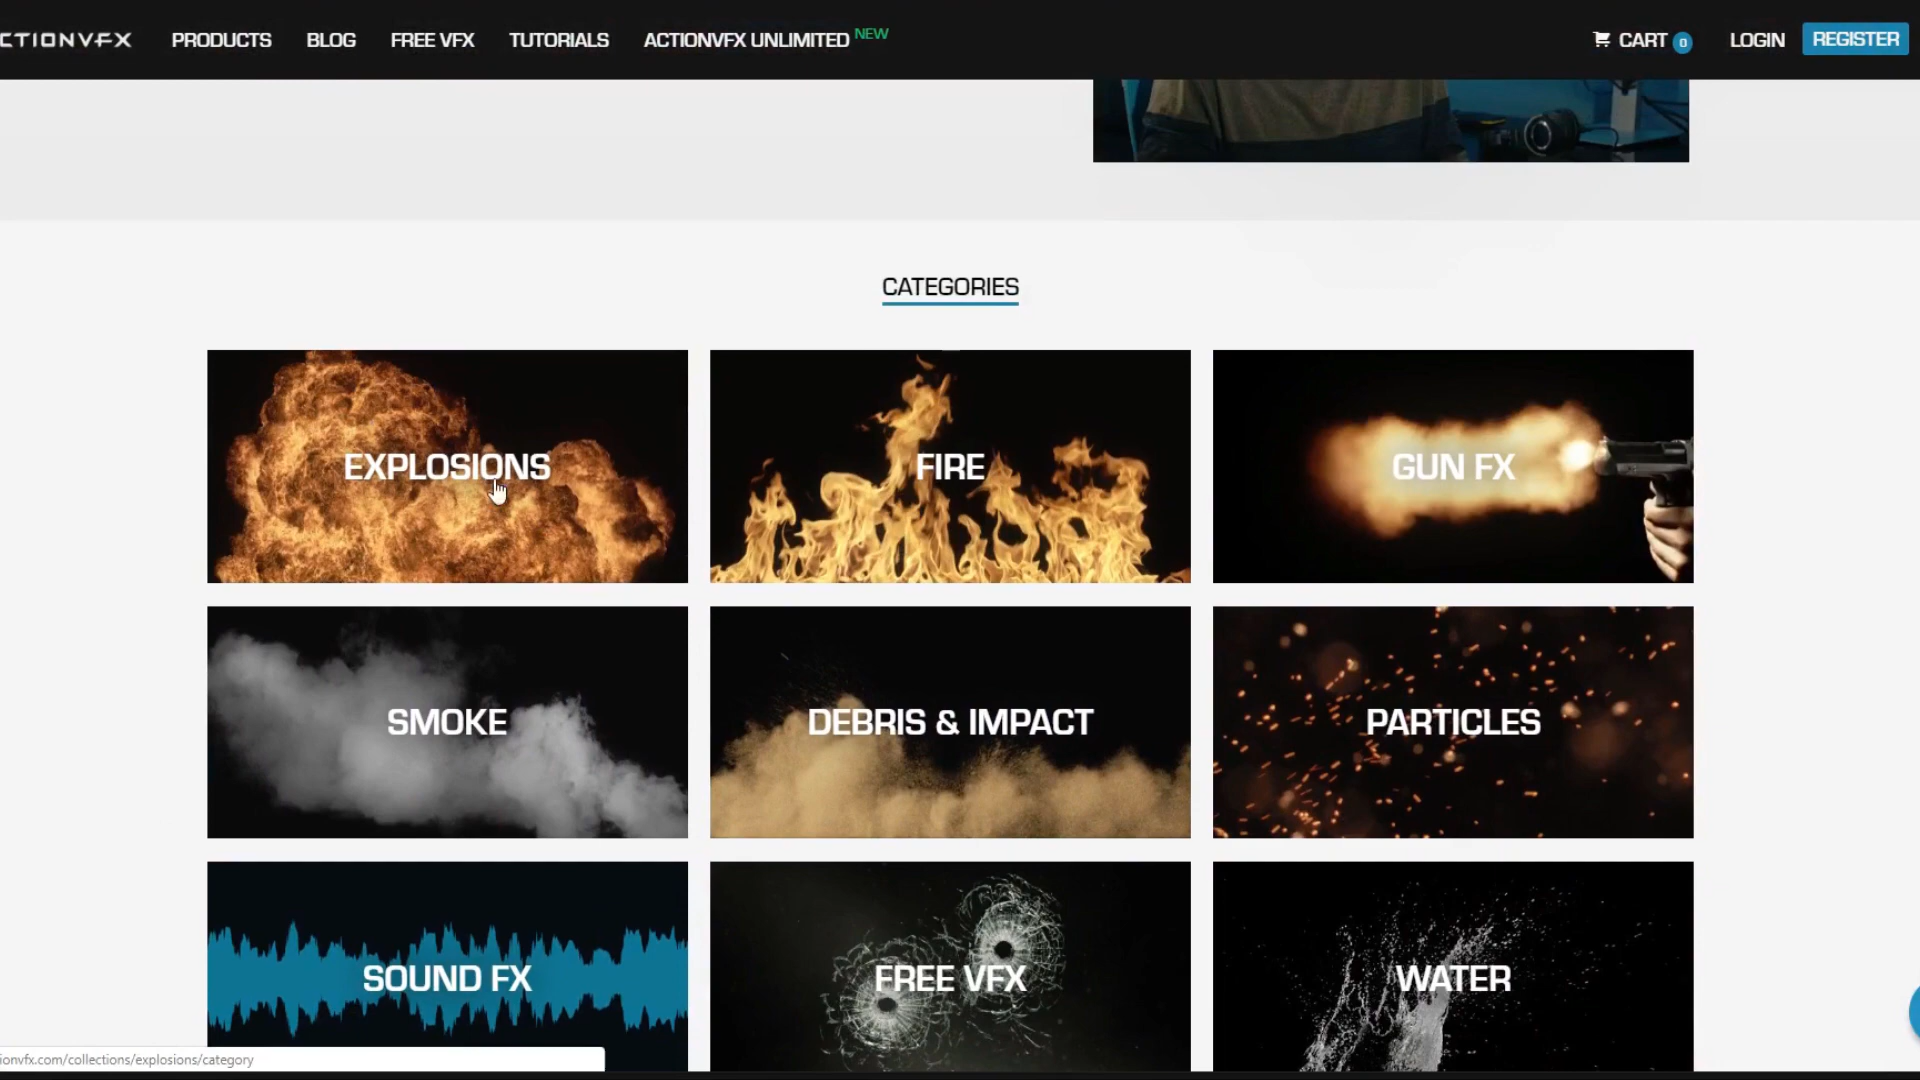 CTIONVFX PRODUCTS BLOG FREE VFX TUTORIALS ACTIONVFX UNLIMITED NEW CART 0 LOGIN REGISTER
CATEGORIES
EXPLOSIONS FIRE GUN FX
SMOKE DEBRIS & IMPACT PARTICLES
SOUND FX FREE VFX WATER
ionvfx.com/collections/explosions/category